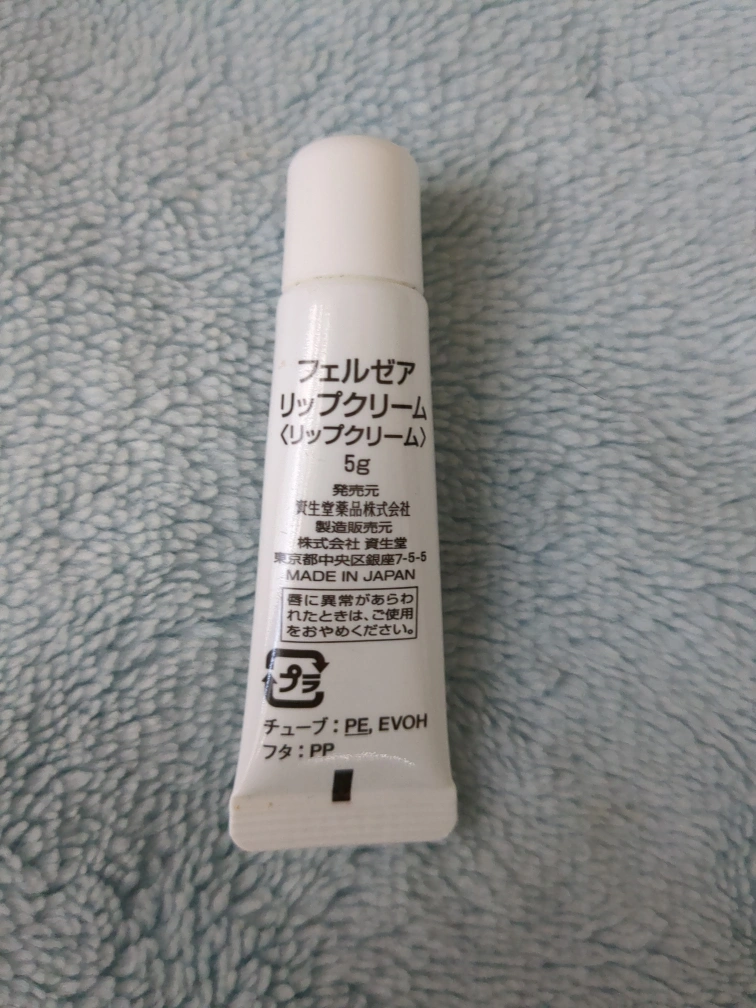 フェルゼア
リップクリーム
〈リップクリーム〉
5g
発売元
資生堂薬品株式会社
製造販売元
株式会社 資生堂
東京都中央区銀座7-5-5
MADE IN JAPAN
唇に異常があらわ
れたときは、ご使用
をおやめください。
プラ
チューブ：PE, EVOH
フタ：PP